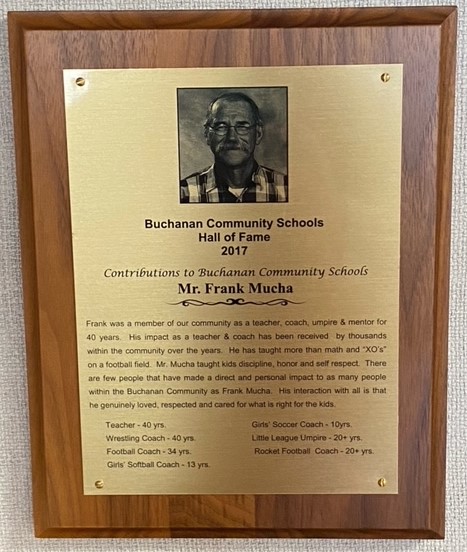 Buchanan Community Schools
Hall of Fame
2017
Contributions to Buchanan Community Schools
Mr. Frank Mucha
Frank was a member of our community as a teacher, coach, umpire & mentor for
40 years. His impact as a teacher & coach has been received by thousands
within the community over the years. He has taught more than math and "XO's"
on a football field. Mr. Mucha taught kids discipline, honor and self respect. There
are few people that have made a direct and personal impact to as many people
within the Buchanan Community as Frank Mucha. His interaction with all is that
he genuinely loved, respected and cared for what is right for the kids.
Teacher - 40 yrs. Girls' Soccer Coach - 10yrs.
Wrestling Coach - 40 yrs. Little League Umpire - 20+ yrs.
Football Coach - 34 yrs. Rocket Football Coach - 20+ yrs.
Girls' Softball Coach - 13 yrs.